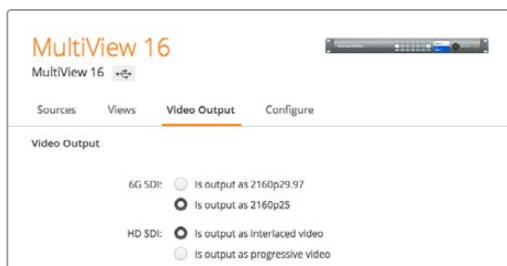 MultiView 16
MultiView 16
Sources Views Video Output Configure
Video Output
6G SDI: Is output as 2160p29.97
Is output as 2160p25
HD SDI: Is output as interlaced video
Is output as progressive video